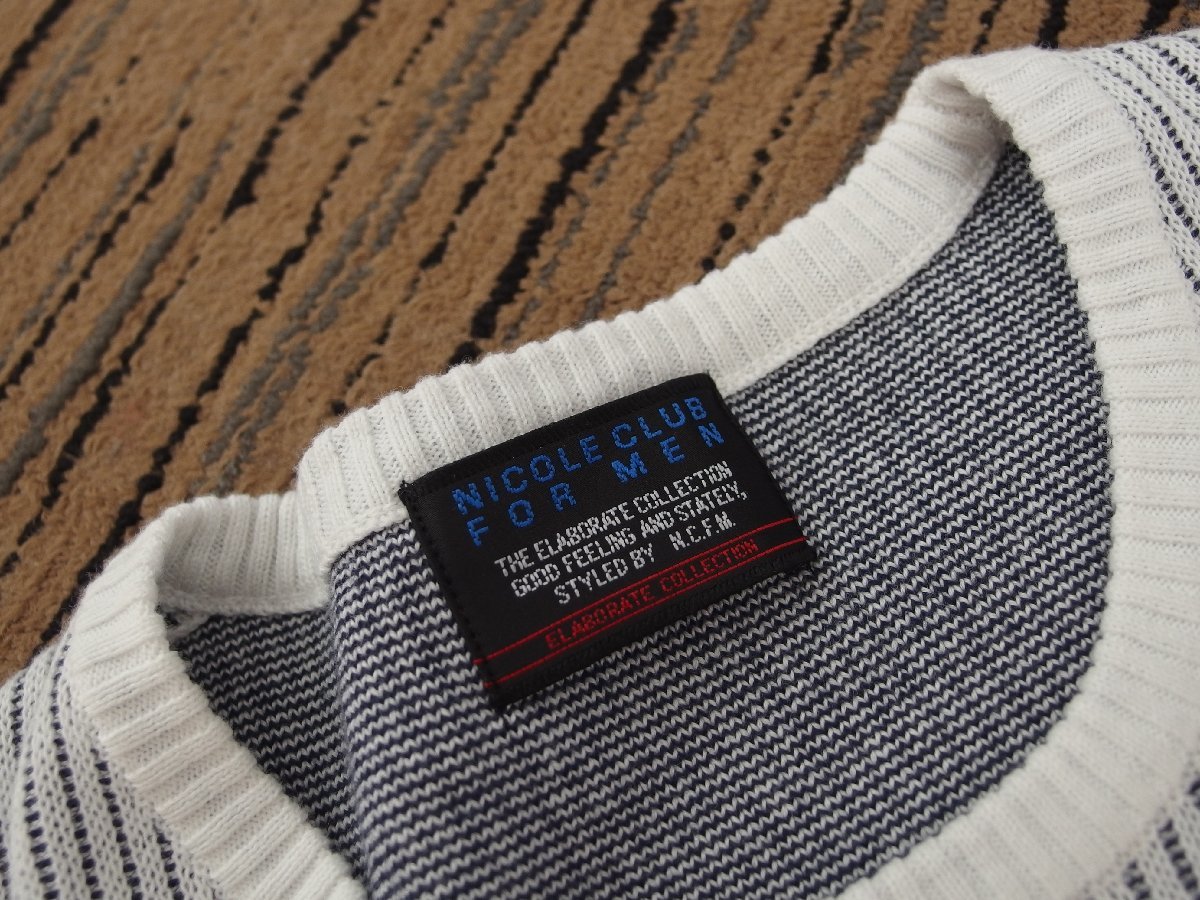 NICOLE CLUB
FOR MEN
THE ELABORATE COLLECTION
GOOD FEELING AND STATELY,
STYLED BY N.C.F.M.
ELABORATE COLLECTION